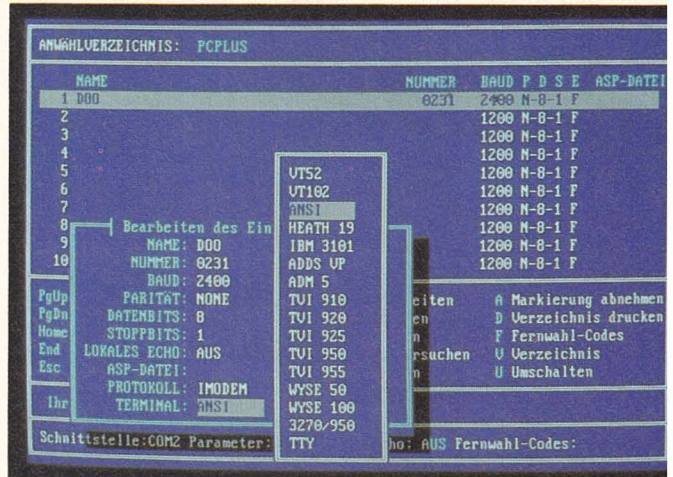 ANWÄHLVERZEICHNIS: PCPLUS
NAME NUMMER BAUD P D S E ASP-DATEI
1 DOO 0231 2400 N-8-1 F
2 1200 N-8-1 F
3 1200 N-8-1 F
4 1200 N-8-1 F
5 1200 N-8-1 F
6 1200 N-8-1 F
7 1200 N-8-1 F
8 1200 N-8-1 F
9 1200 N-8-1 F
10 1200 N-8-1 F
Bearbeiten des Ein
NAME: DOO
NUMMER: 0231
BAUD: 2400
PARITÄT: NONE
DATENBITS: 8
STOPPBITS: 1
LOKALES ECHO: AUS
ASP-DATEI:
PROTOKOLL: IMODEM
TERMINAL: ANSI
VT52
VT102
ANSI
HEATH 19
IBM 3101
ADDS VP
ADM 5
TVI 910
TVI 920
TVI 925
TVI 950
TVI 955
WYSE 50
WYSE 100
3270/950
TTY
PgUp
PgDn
Home
End
Esc
eiten A Markierung abnehmen
en D Verzeichnis drucken
n F Fernwahl-Codes
rsuchen V Verzeichnis
n U Umschalten
Ihr
Schnittstelle:COM2 Parameter: ho: AUS Fernwahl-Codes: